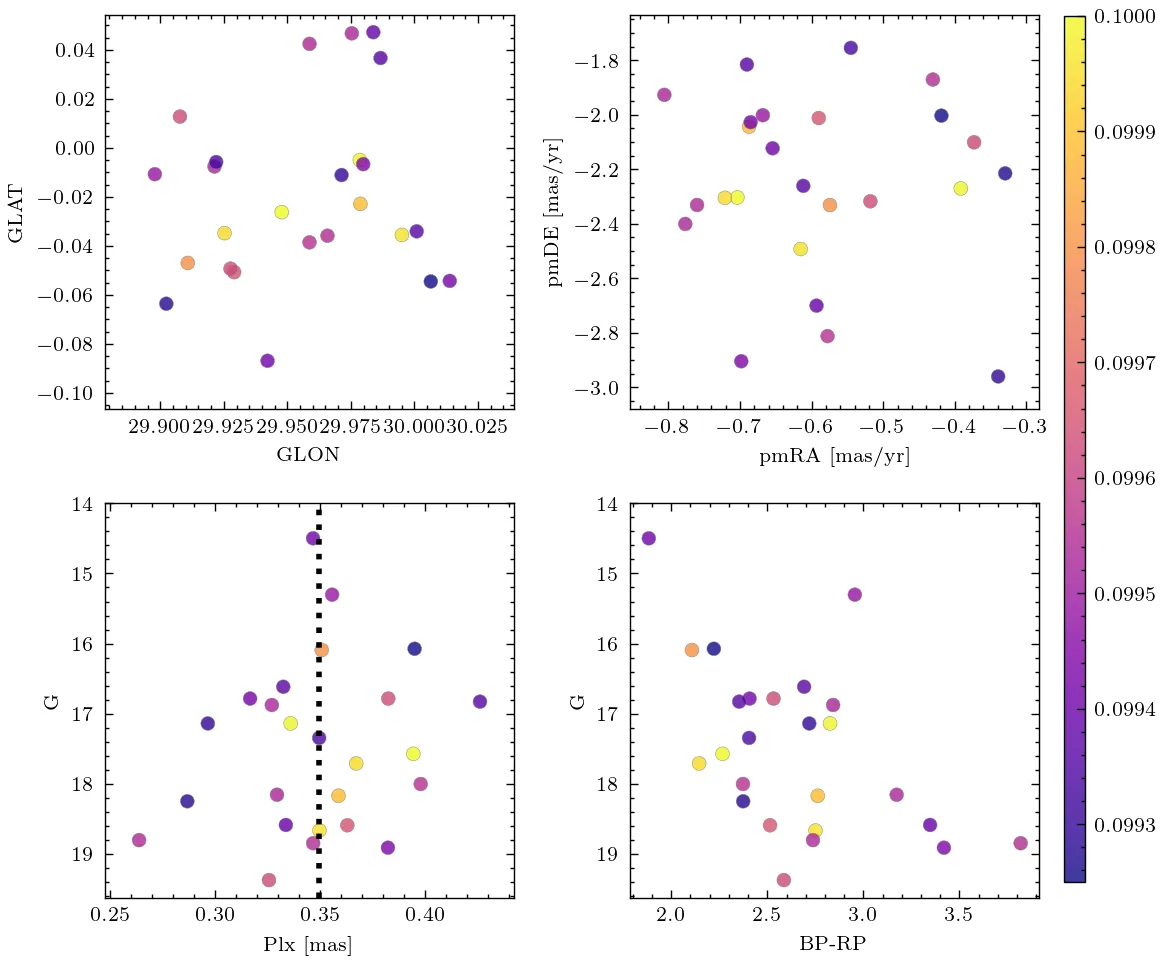 0.04
0.02
0.00
−0.02
−0.04
−0.06
−0.08
−0.10
GLAT
29.900 29.925 29.950 29.975 30.000 30.025
GLON
−1.8
−2.0
−2.2
−2.4
−2.6
−2.8
−3.0
pmDE [mas/yr]
−0.8 −0.7 −0.6 −0.5 −0.4 −0.3
pmRA [mas/yr]
14
15
16
17
18
19
G
0.25 0.30 0.35 0.40
Plx [mas]
14
15
16
17
18
19
G
2.0 2.5 3.0 3.5
BP-RP
0.1000
0.0999
0.0998
0.0997
0.0996
0.0995
0.0994
0.0993